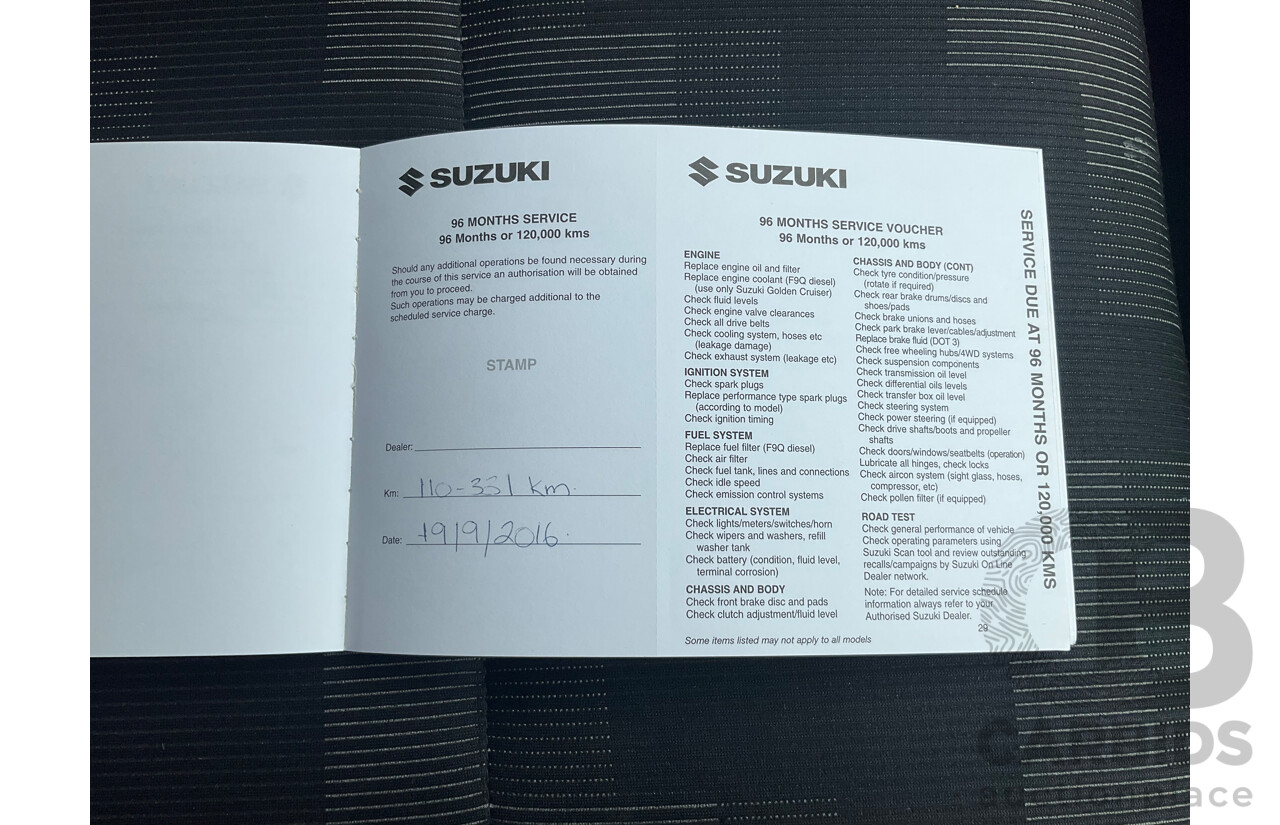 SUZUKI
96 MONTHS SERVICE
96 Months or 120,000 kms
Should any additional operations be found necessary during
the course of this service an authorisation will be obtained
from you to proceed.
Such operations may be charged additional to the
scheduled service charge.
STAMP
Dealer:
Km: 110-331 km.
Date: 19/9/2016
SUZUKI
96 MONTHS SERVICE VOUCHER
96 Months or 120,000 kms
ENGINE
Replace engine oil and filter
Replace engine coolant (F9Q diesel)
(use only Suzuki Golden Cruiser)
Check fluid levels
Check engine valve clearances
Check all drive belts
Check cooling system, hoses etc
(leakage damage)
Check exhaust system (leakage etc)
IGNITION SYSTEM
Check spark plugs
Replace performance type spark plugs
(according to model)
Check ignition timing
FUEL SYSTEM
Replace fuel filter (F9Q diesel)
Check air filter
Check fuel tank, lines and connections
Check idle speed
Check emission control systems
ELECTRICAL SYSTEM
Check lights/meters/switches/horn
Check wipers and washers, refill
washer tank
Check battery (condition, fluid level,
terminal corrosion)
CHASSIS AND BODY
Check front brake disc and pads
Check clutch adjustment/fluid level
Some items listed may not apply to all models
CHASSIS AND BODY (CONT)
Check tyre condition/pressure
(rotate if required)
Check rear brake drums/discs and
shoes/pads
Check brake unions and hoses
Check park brake lever/cables/adjustment
Replace brake fluid (DOT 3)
Check free wheeling hubs/4WD systems
Check suspension components
Check transmission oil level
Check differential oils levels
Check transfer box oil level
Check steering system
Check power steering (if equipped)
Check drive shafts/boots and propeller
shafts
Check doors/windows/seatbelts (operation)
Lubricate all hinges, check locks
Check aircon system (sight glass, hoses,
compressor, etc)
Check pollen filter (if equipped)
ROAD TEST
Check general performance of vehicle
Check operating parameters using
Suzuki Scan tool and review outstanding
recalls/campaigns by Suzuki On Line
Dealer network.
Note: For detailed service schedule
information always refer to your
Authorised Suzuki Dealer.
29
SERVICE DUE AT 96 MONTHS OR 120,000 KMS